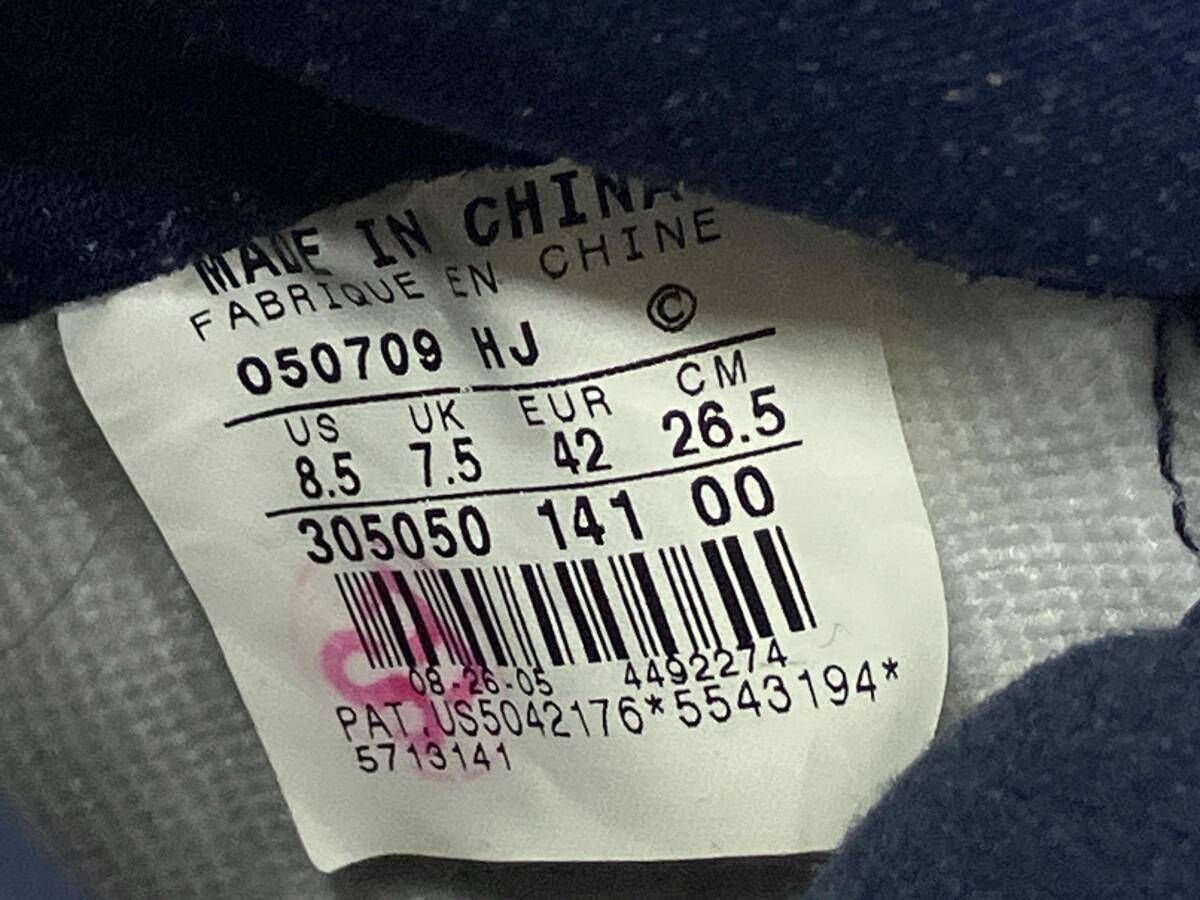 MADE IN CHINA
FABRIQUE EN CHINE
050709 HJ ©
US UK EUR CM
8.5 7.5 42 26.5
305050 141 00
08-26-05 4492274
PAT.US5042176*5543194*
5713141